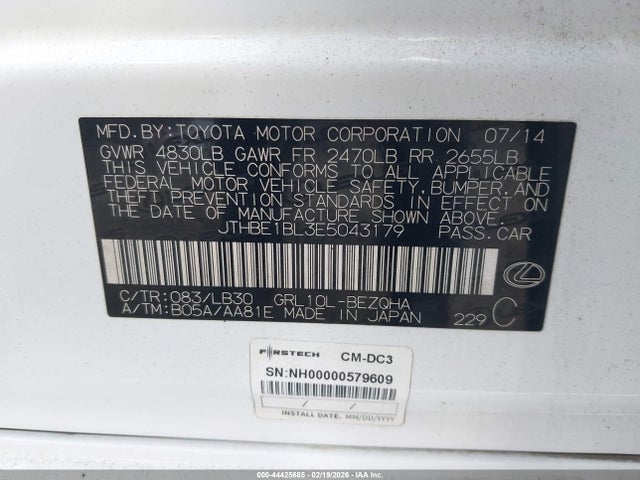 MFD.BY:TOYOTA MOTOR CORPORATION 07/14
GVWR 4830LB GAWR FR 2470LB RR 2655LB
THIS VEHICLE CONFORMS TO ALL APPLICABLE
FEDERAL MOTOR VEHICLE SAFETY,BUMPER,AND
THEFT PREVENTION STANDARDS IN EFFECT ON
THE DATE OF MANUFACTURE SHOWN ABOVE.
JTHBE1BL3E5043179 PASS.CAR
C/TR:083/LB30 GRL10L-BEZQHA
A/TM:B05A/AA81E MADE IN JAPAN 229 C
FIRSTECH CM-DC3
SN:NH00000579609
/ /
INSTALL DATE. MM/DD/YYYY
000-44425665 - 02/19/2026 - IAA Inc.